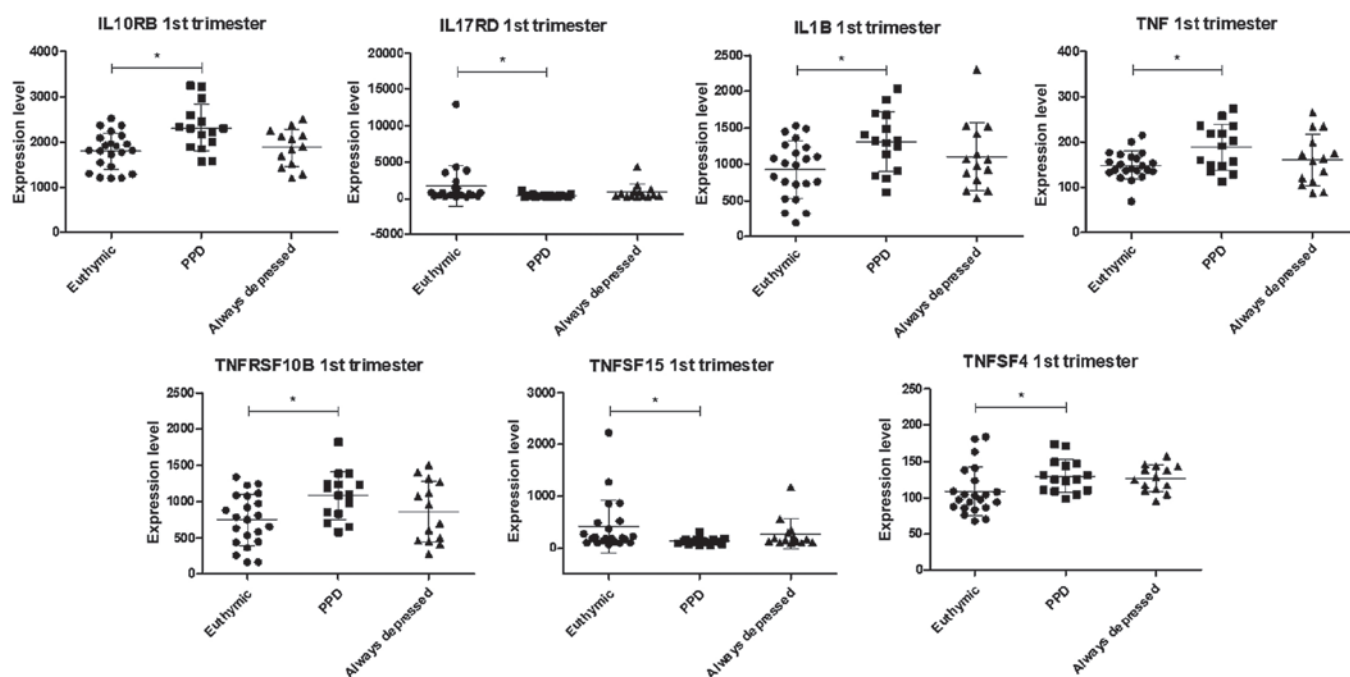 IL10RB 1st trimester
Expression level
4000
3000
2000
1000
0
*
Euthymic
PPD
Always depressed
IL17RD 1st trimester
Expression level
20000
15000
10000
5000
0
-5000
*
Euthymic
PPD
Always depressed
IL1B 1st trimester
Expression level
2500
2000
1500
1000
500
0
*
Euthymic
PPD
Always depressed
TNF 1st trimester
Expression level
400
300
200
100
0
*
Euthymic
PPD
Always depressed
TNFRSF10B 1st trimester
Expression level
2500
2000
1500
1000
500
0
*
Euthymic
PPD
Always depressed
TNFSF15 1st trimester
Expression level
3000
2000
1000
0
*
Euthymic
PPD
Always depressed
TNFSF4 1st trimester
Expression level
250
200
150
100
50
0
*
Euthymic
PPD
Always depressed